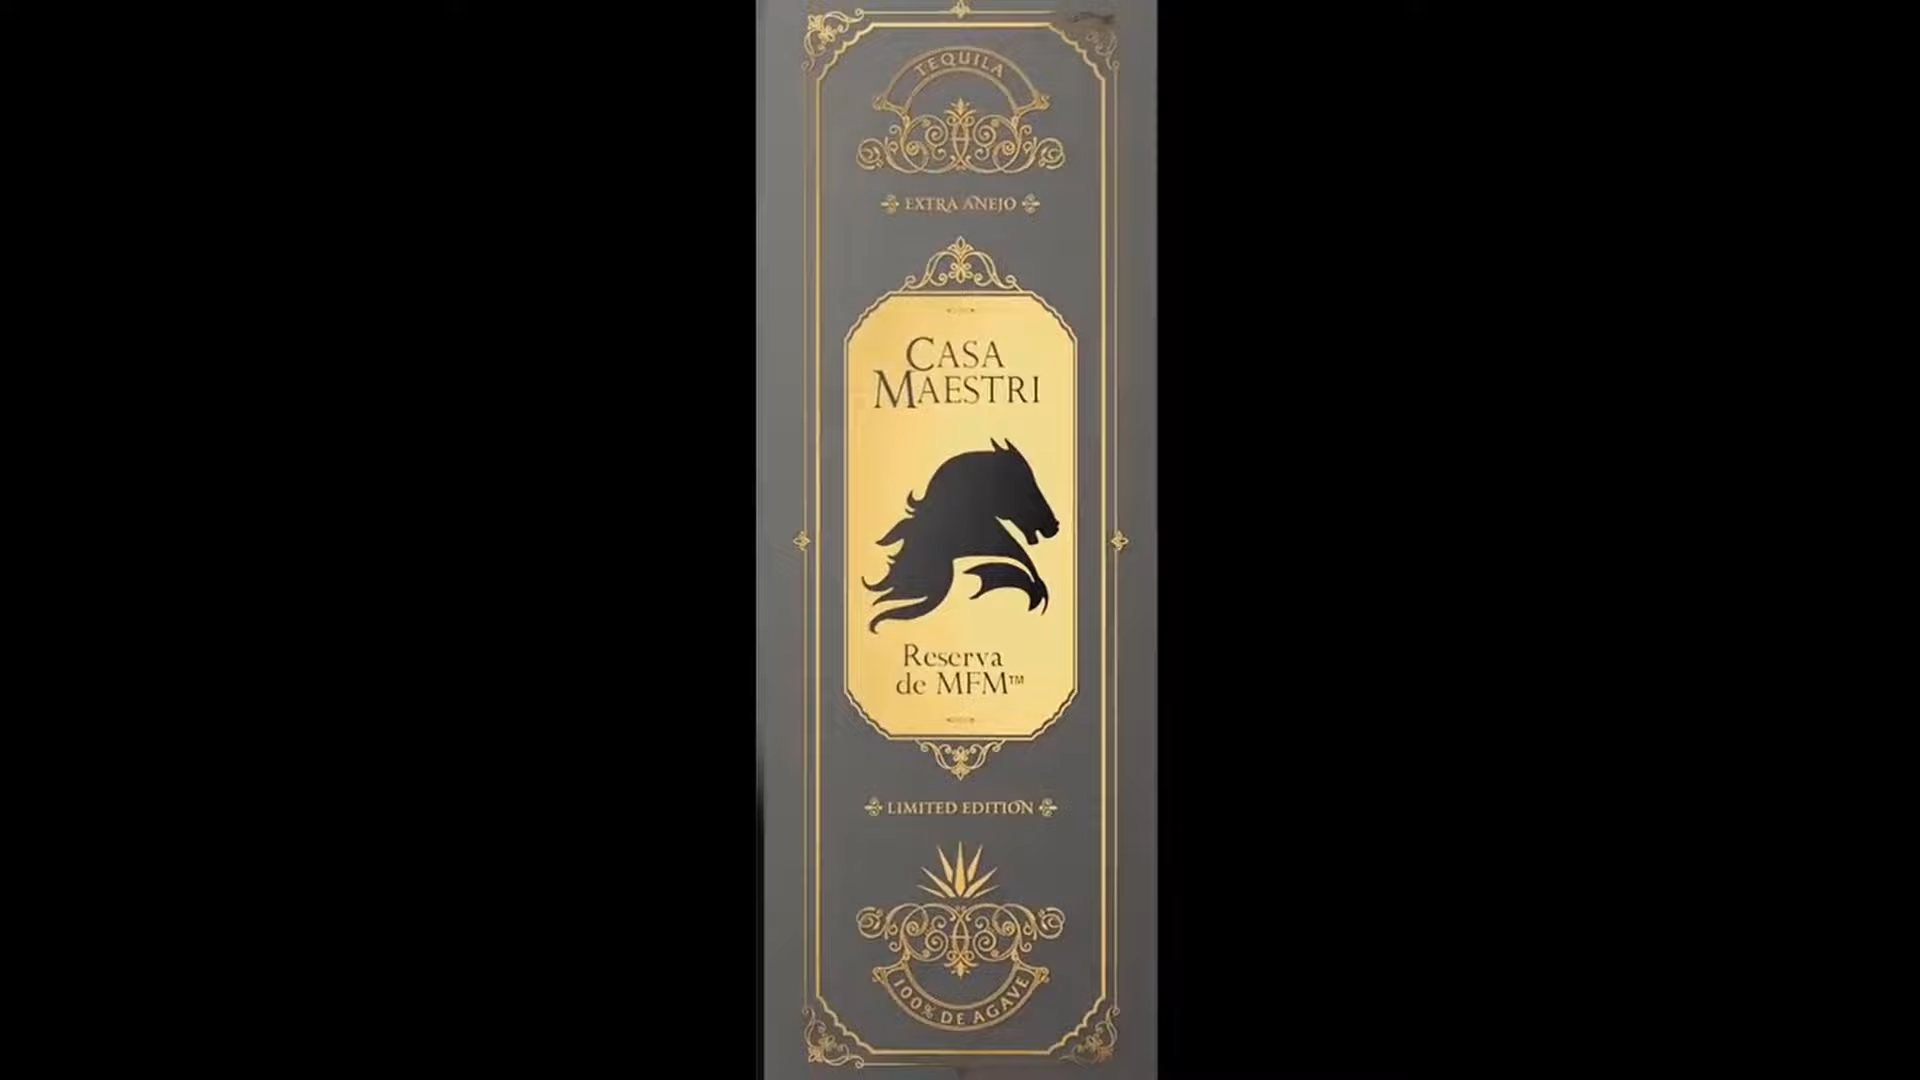 TEQUILA
EXTRA ANEJO
CASA
MAESTRI
Reserva
de MFM™
LIMITED EDITION
100% DE AGAVE